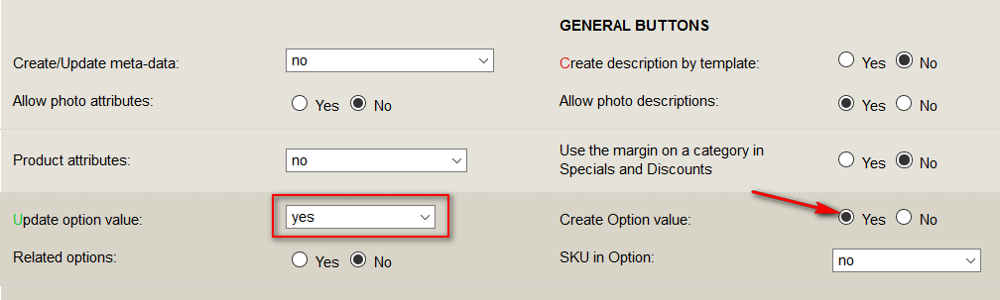 GENERAL BUTTONS
Create/Update meta-data: no
Create description by template: Yes No
Allow photo attributes: Yes No
Allow photo descriptions: Yes No
Product attributes: no
Use the margin on a category in
Specials and Discounts Yes No
Update option value: yes
Create Option value: Yes No
Related options: Yes No
SKU in Option: no